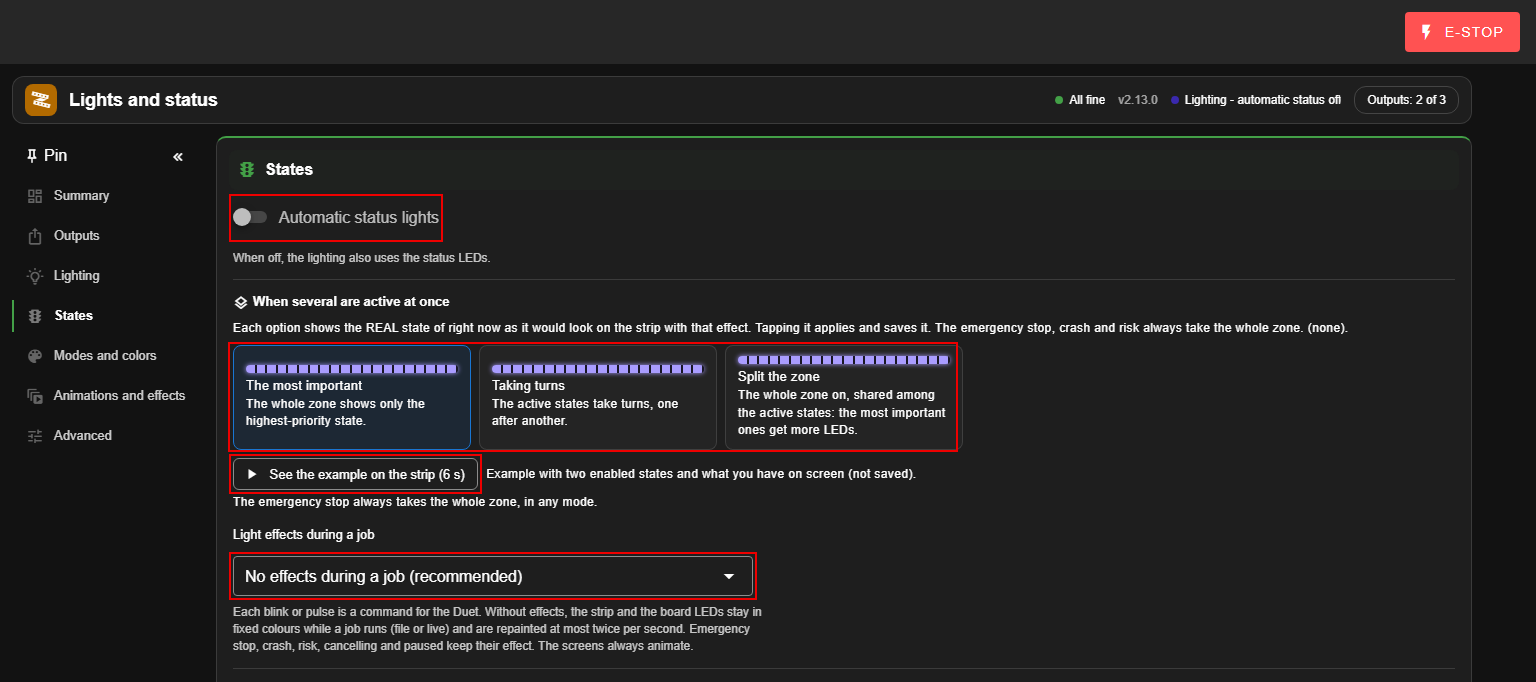 E-STOP
Lights and status
All fine
v2.13.0
Lighting - automatic status off
Outputs: 2 of 3
Pin
Summary
Outputs
Lighting
States
Modes and colors
Animations and effects
Advanced
States
Automatic status lights
When off, the lighting also uses the status LEDs.
When several are active at once
Each option shows the REAL state of right now as it would look on the strip with that effect. Tapping it applies and saves it. The emergency stop, crash and risk always take the whole zone. (none).
The most important
The whole zone shows only the
highest-priority state.
Taking turns
The active states take turns, one
after another.
Split the zone
The whole zone on, shared among
the active states: the most important
ones get more LEDs.
See the example on the strip (6 s)
Example with two enabled states and what you have on screen (not saved).
The emergency stop always takes the whole zone, in any mode.
Light effects during a job
No effects during a job (recommended)
Each blink or pulse is a command for the Duet. Without effects, the strip and the board LEDs stay in
fixed colours while a job runs (file or live) and are repainted at most twice per second. Emergency
stop, crash, risk, cancelling and paused keep their effect. The screens always animate.